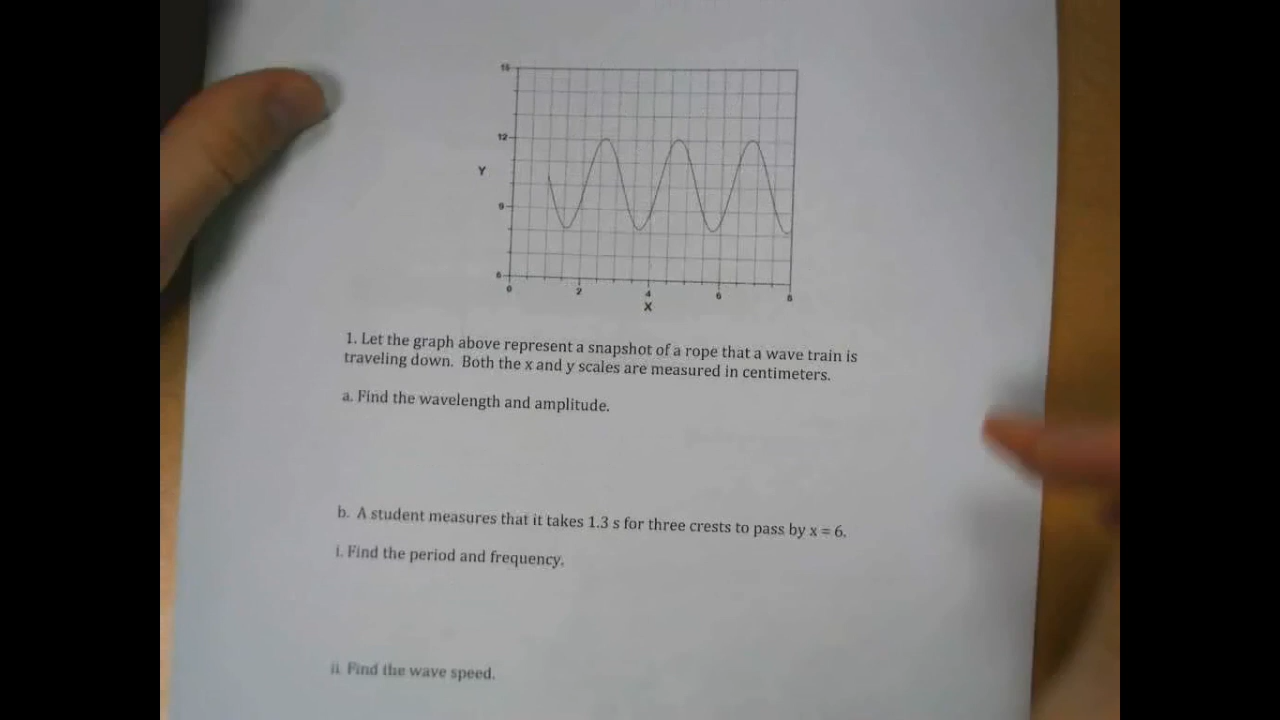 15
12
Y
9
6
0 2 4 6 8
X
1. Let the graph above represent a snapshot of a rope that a wave train is
traveling down. Both the x and y scales are measured in centimeters.
a. Find the wavelength and amplitude.
b. A student measures that it takes 1.3 s for three crests to pass by x = 6.
i. Find the period and frequency.
ii. Find the wave speed.